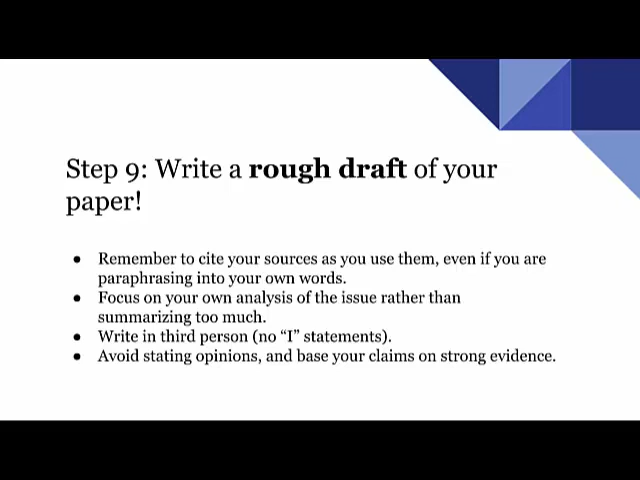 Step 9: Write a rough draft of your
paper!
● Remember to cite your sources as you use them, even if you are
paraphrasing into your own words.
● Focus on your own analysis of the issue rather than
summarizing too much.
● Write in third person (no “I” statements).
● Avoid stating opinions, and base your claims on strong evidence.